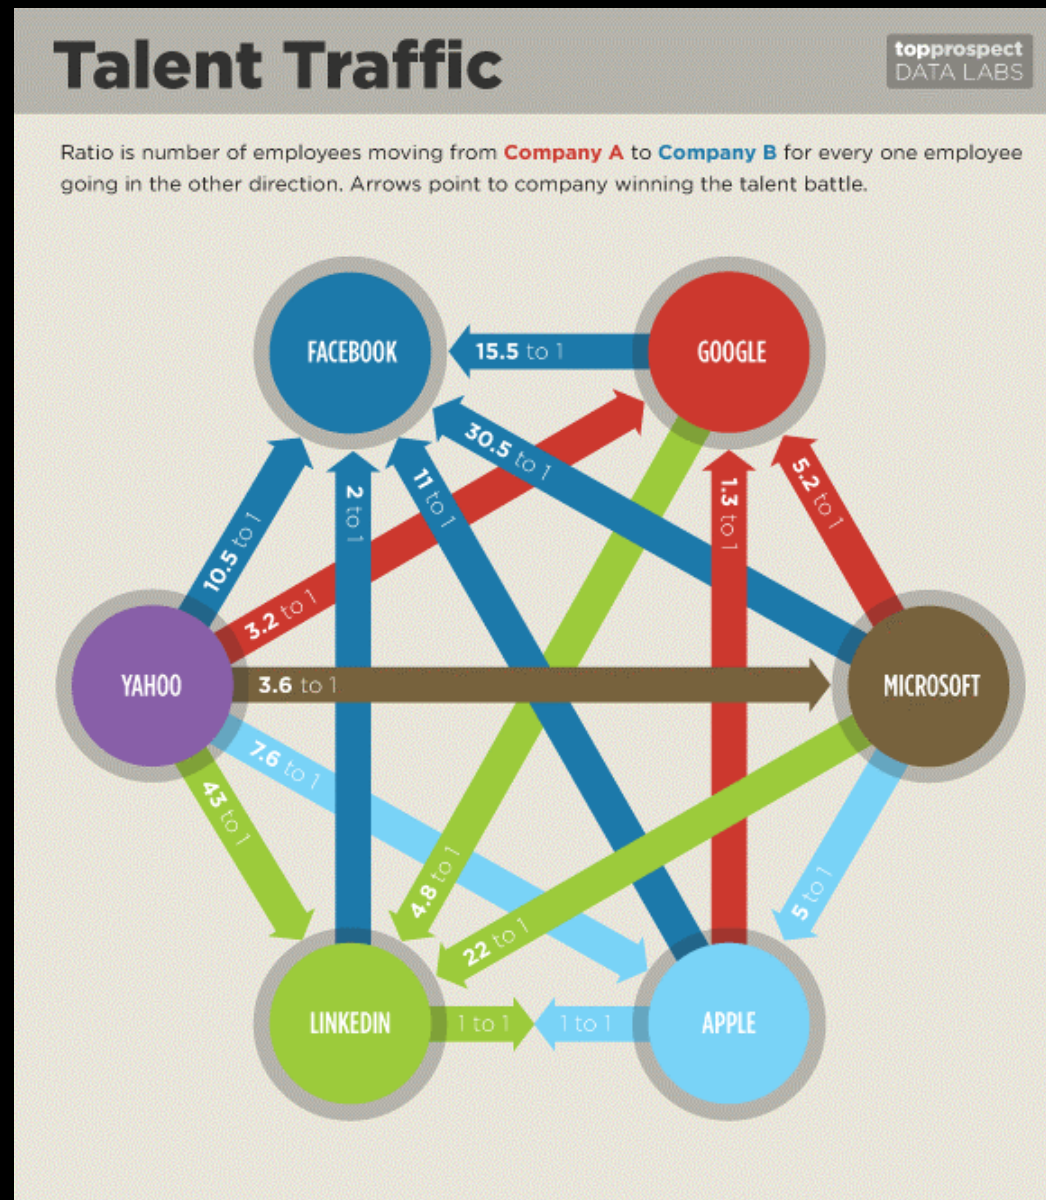 Talent Traffic
topprospect
DATA LABS
Ratio is number of employees moving from Company A to Company B for every one employee
going in the other direction. Arrows point to company winning the talent battle.
FACEBOOK
15.5 to 1
GOOGLE
30.5 to 1
10.5 to 1
2 to 1
11 to 1
1.3 to 1
5.2 to 1
3.2 to 1
YAHOO
3.6 to 1
MICROSOFT
7.6 to 1
43 to 1
4.8 to 1
5 to 1
22 to 1
LINKEDIN
1 to 1
1 to 1
APPLE